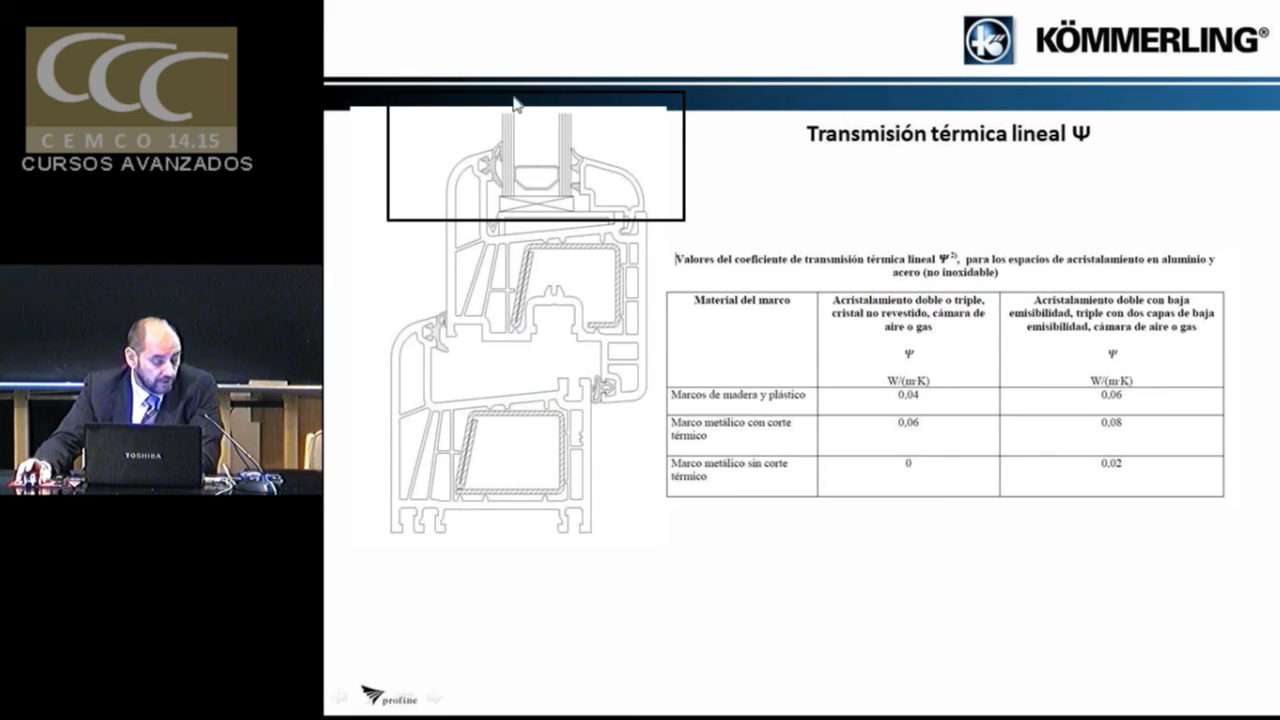 CCC
CEMCO 14.15
CURSOS AVANZADOS
TOSHIBA
KÖMMERLING®
Transmisión térmica lineal Ψ
Valores del coeficiente de transmisión térmica lineal Ψ 2), para los espacios de acristalamiento en aluminio y
acero (no inoxidable)
Material del marco
Acristalamiento doble o triple,
cristal no revestido, cámara de
aire o gas
Ψ
W/(m·K)
Acristalamiento doble con baja
emisibilidad, triple con dos capas de baja
emisibilidad, cámara de aire o gas
Ψ
W/(m·K)
Marcos de madera y plástico
0,04
0,06
Marco metálico con corte
térmico
0,06
0,08
Marco metálico sin corte
térmico
0
0,02
profine